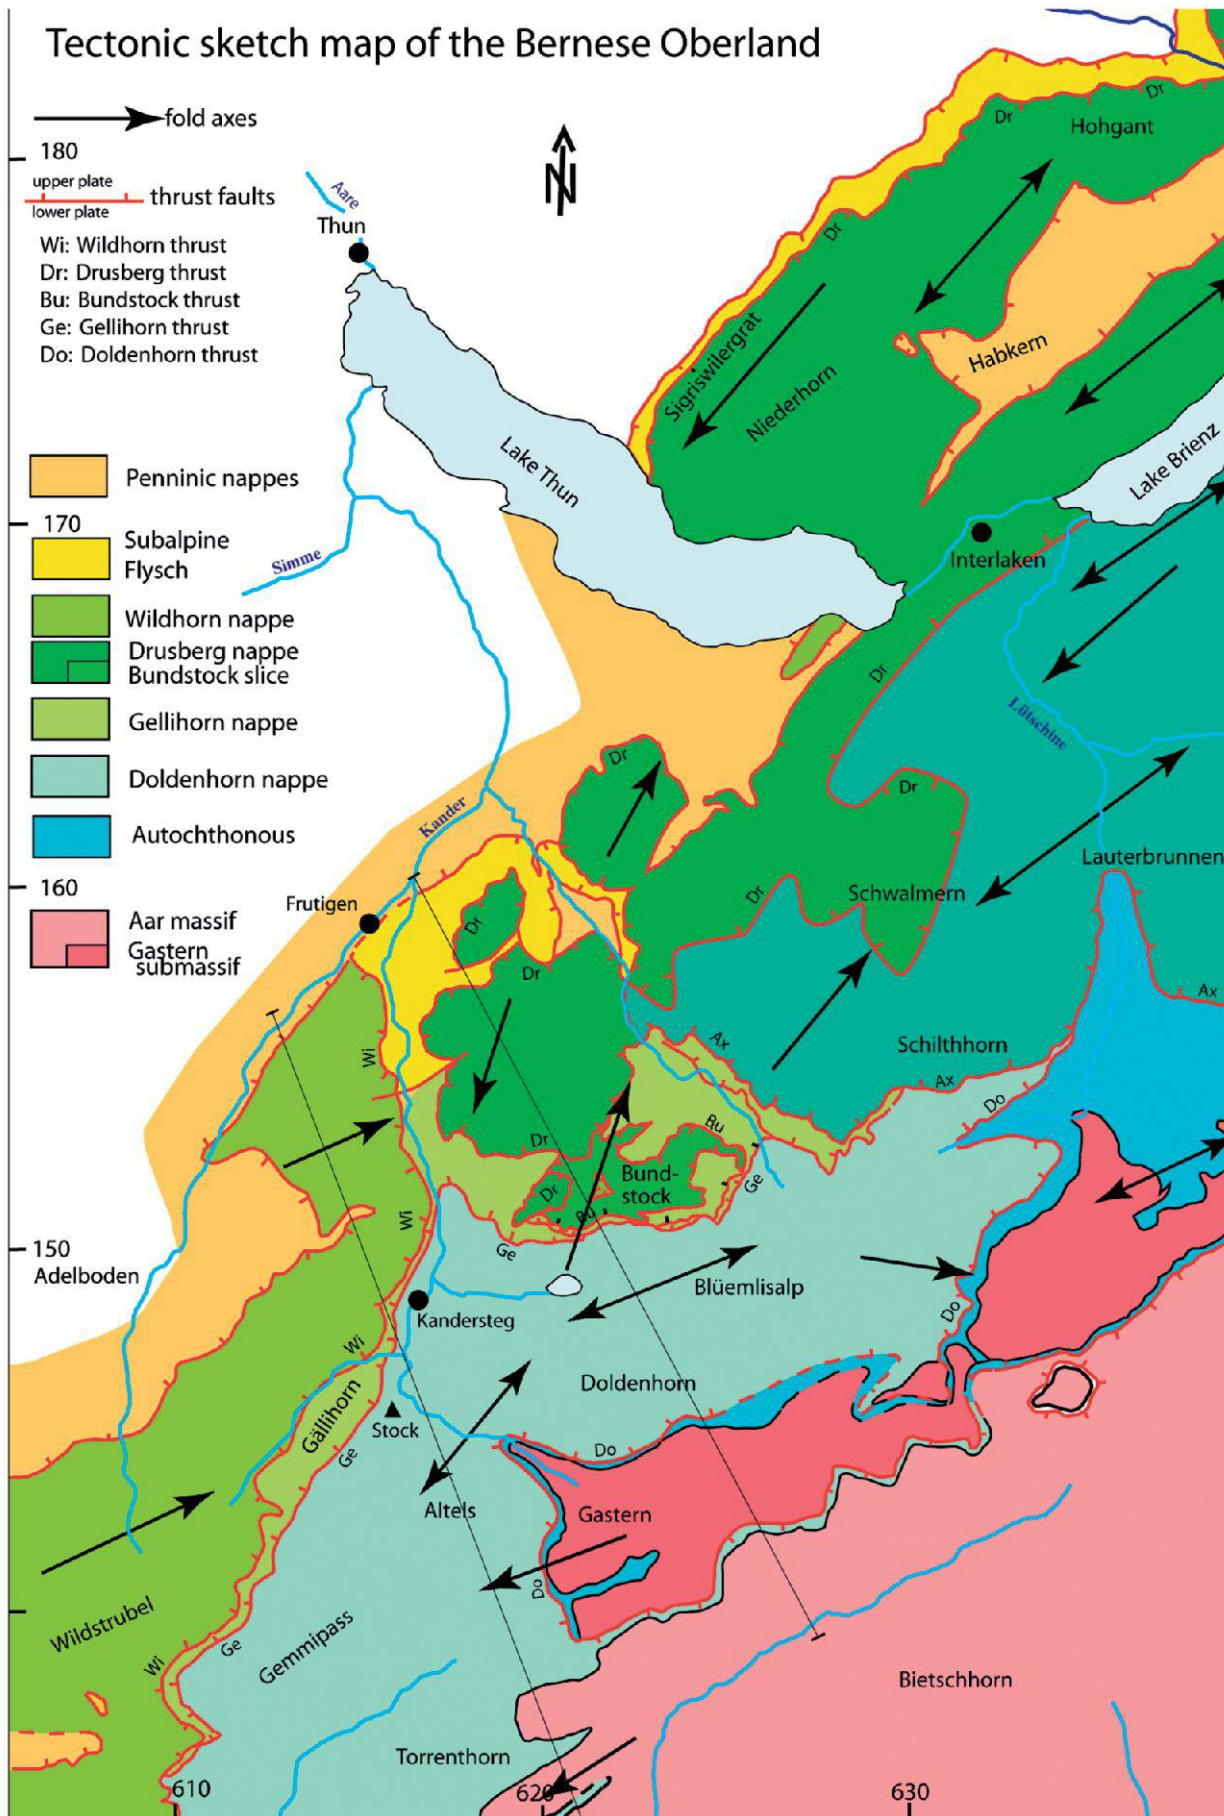 Tectonic sketch map of the Bernese Oberland
fold axes
180
upper plate
thrust faults
lower plate
Wi: Wildhorn thrust
Dr: Drusberg thrust
Bu: Bundstock thrust
Ge: Gellihorn thrust
Do: Doldenhorn thrust
N
Aare
Thun
Dr
Dr
Hohgant
Dr
Sigriswilergrat
Niederhorn
Habkern
Lake Thun
Lake Brienz
Penninic nappes
170
Subalpine
Flysch
Simme
Interlaken
Wildhorn nappe
Drusberg nappe
Bundstock slice
Dr
Gellihorn nappe
Lütschine
Doldenhorn nappe
Dr
Dr
Kander
Autochthonous
Lauterbrunnen
160
Dr
Schwalmern
Frutigen
Aar massif
Gastern
submassif
Dr
Dr
Ax
Wi
Ax
Schilthhorn
Ax
Do
Bu
Dr
Bund-
stock
Ge
Dr
Bu
Wi
Ge
150
Adelboden
Blüemlisalp
Do
Kandersteg
Wi
Doldenhorn
Gällihorn
Stock
Ge
Do
Altels
Gastern
Do
Wildstrubel
Gemmipass
Ge
Wi
Bietschhorn
Torrenthorn
610
620
630